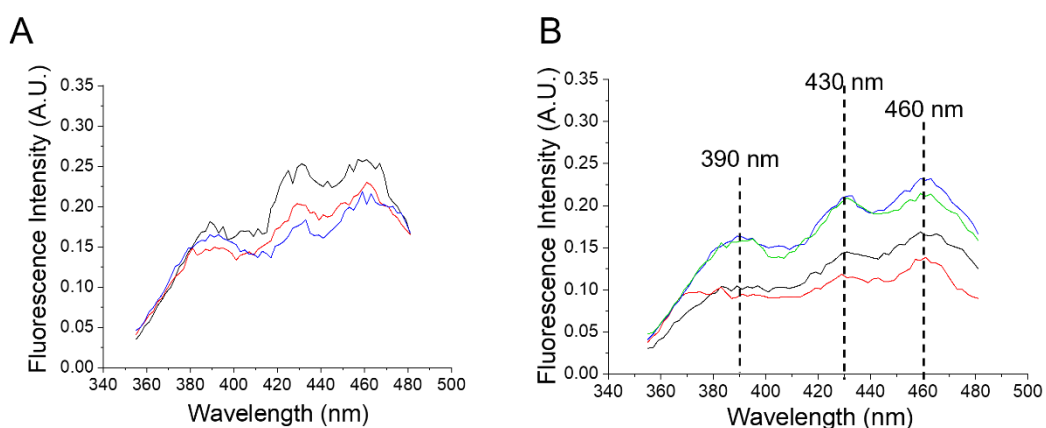 A
Fluorescence Intensity (A.U.)
0.35
0.30
0.25
0.20
0.15
0.10
0.05
0.00
340 360 380 400 420 440 460 480 500
Wavelength (nm)
B
Fluorescence Intensity (A.U.)
0.35
0.30
0.25
0.20
0.15
0.10
0.05
0.00
430 nm
460 nm
390 nm
340 360 380 400 420 440 460 480 500
Wavelength (nm)